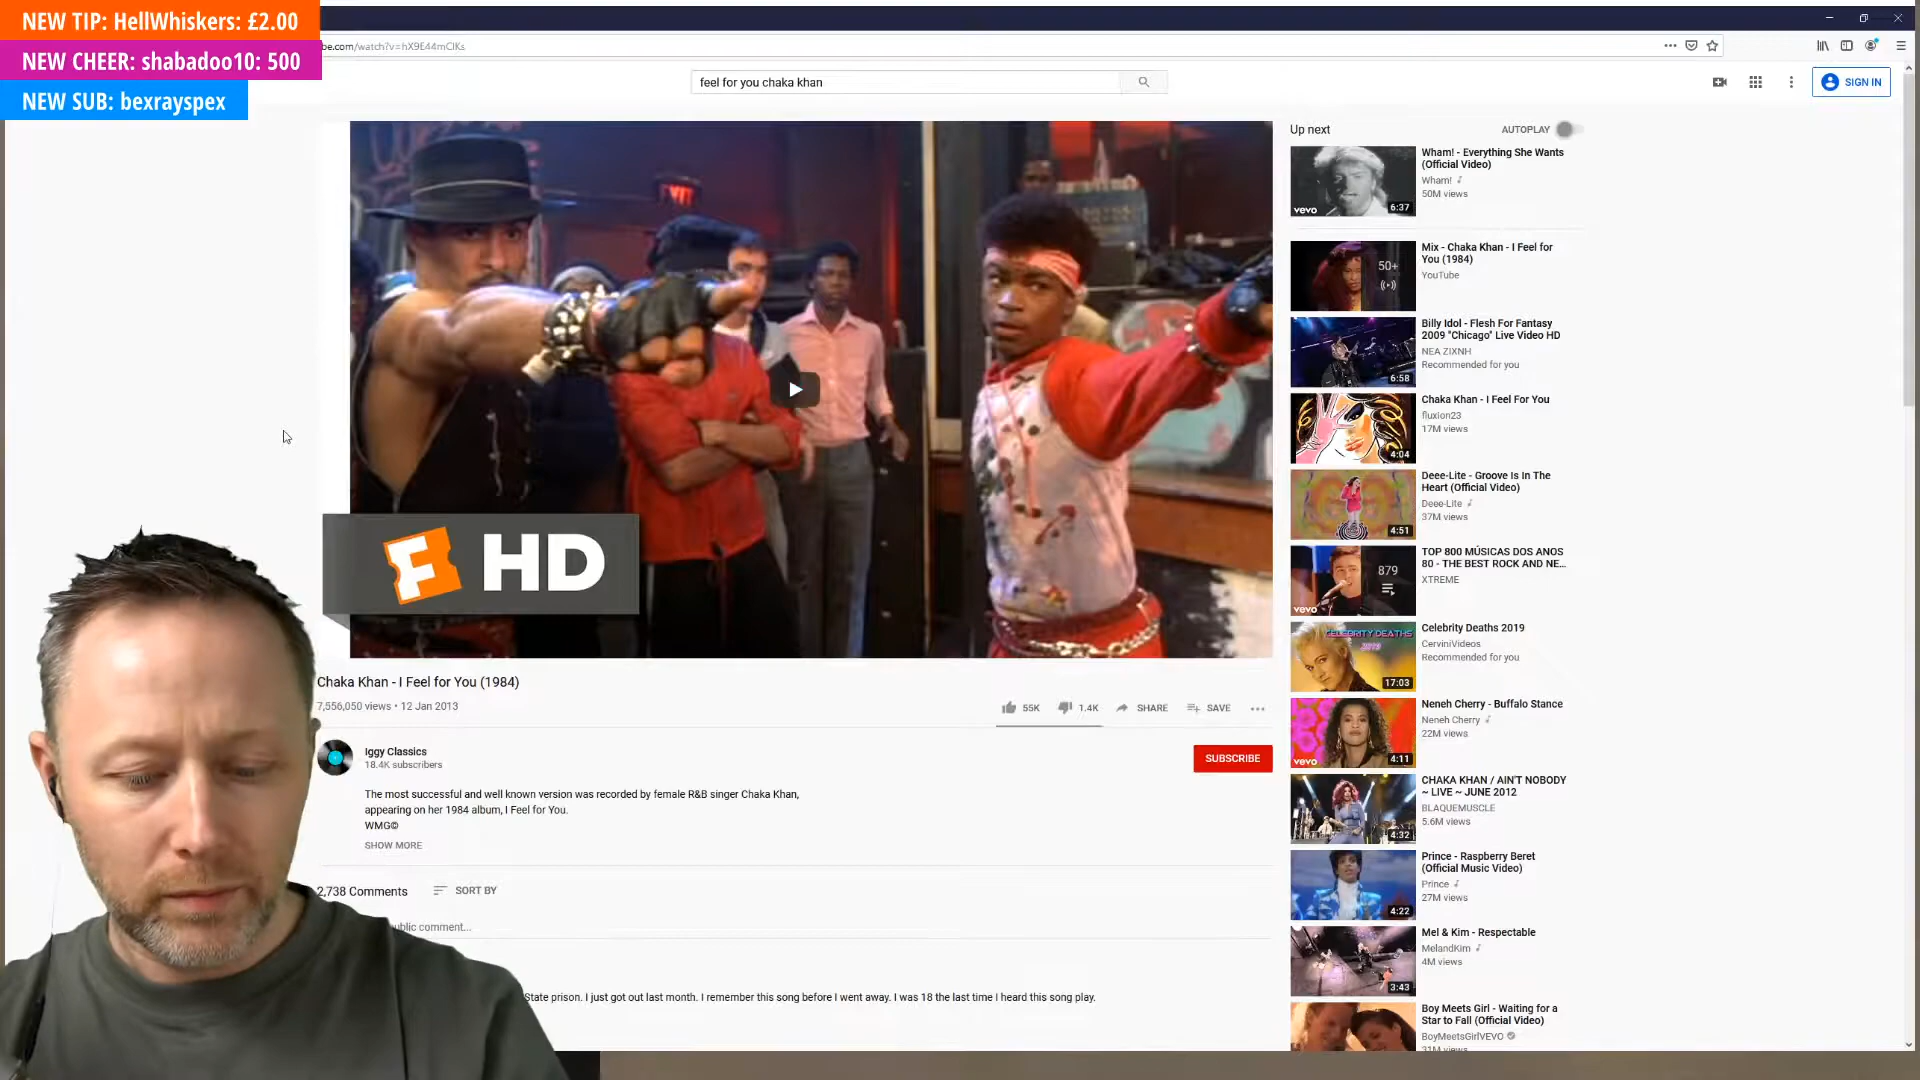 NEW TIP: HellWhiskers: £2.00
NEW CHEER: shabadoo10: 500
NEW SUB: bexrayspex
be.com/watch?v=hX9E44mClKs
feel for you chaka khan
SIGN IN
EXIT
F HD
Chaka Khan - I Feel for You (1984)
7,556,050 views • 12 Jan 2013
55K
1.4K
SHARE
SAVE
Iggy Classics
18.4K subscribers
SUBSCRIBE
The most successful and well known version was recorded by female R&B singer Chaka Khan,
appearing on her 1984 album, I Feel for You.
WMG©
SHOW MORE
2,738 Comments
SORT BY
public comment...
State prison. I just got out last month. I remember this song before I went away. I was 18 the last time I heard this song play.
Up next
AUTOPLAY
Wham! - Everything She Wants
(Official Video)
Wham!
50M views
vevo
6:37
Mix - Chaka Khan - I Feel for
You (1984)
YouTube
50+
Billy Idol - Flesh For Fantasy
2009 "Chicago" Live Video HD
NEA ZIXNH
Recommended for you
6:58
Chaka Khan - I Feel For You
fluxion23
17M views
4:04
Deee-Lite - Groove Is In The
Heart (Official Video)
Deee-Lite
37M views
4:51
TOP 800 MÚSICAS DOS ANOS
80 - THE BEST ROCK AND NE...
XTREME
879
vevo
Celebrity Deaths 2019
CerviniVideos
Recommended for you
CELEBRITY DEATHS
2019
17:03
Neneh Cherry - Buffalo Stance
Neneh Cherry
22M views
vevo
4:11
CHAKA KHAN / AIN'T NOBODY
~ LIVE ~ JUNE 2012
BLAQUEMUSCLE
5.6M views
4:32
Prince - Raspberry Beret
(Official Music Video)
Prince
27M views
4:22
Mel & Kim - Respectable
MelandKim
4M views
3:43
Boy Meets Girl - Waiting for a
Star to Fall (Official Video)
BoyMeetsGirlVEVO
31M views